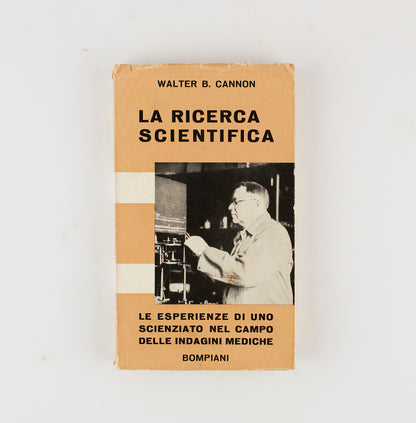 WALTER B. CANNON
LA RICERCA
SCIENTIFICA
LE ESPERIENZE DI UNO
SCIENZIATO NEL CAMPO
DELLE INDAGINI MEDICHE
BOMPIANI